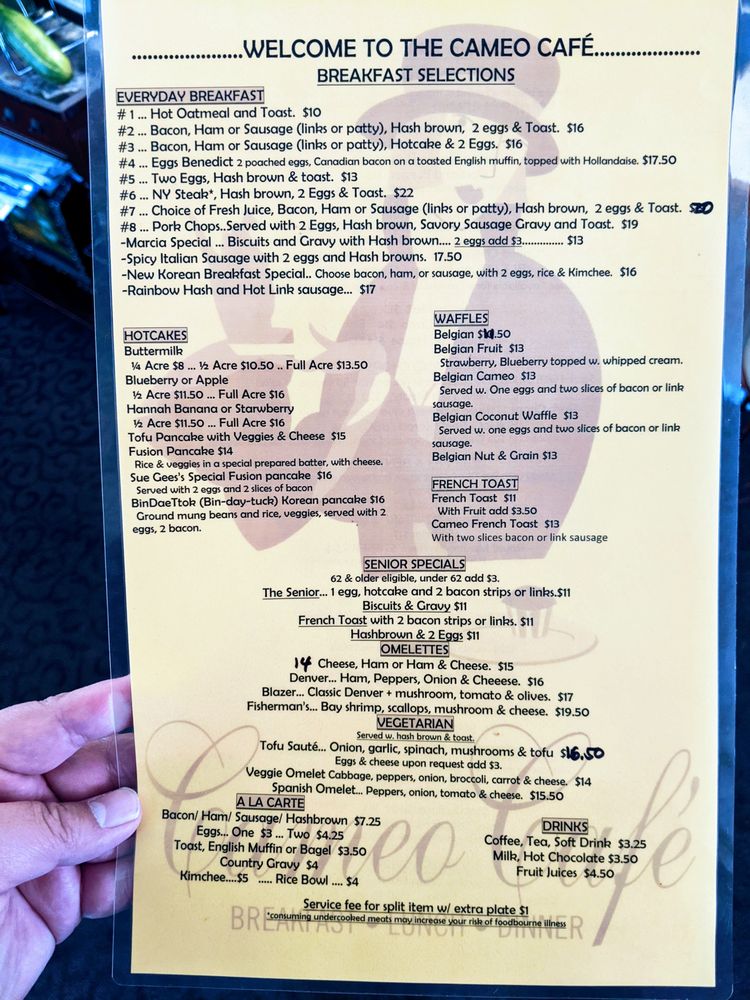 .....................WELCOME TO THE CAMEO CAFÉ....................
BREAKFAST SELECTIONS
EVERYDAY BREAKFAST
# 1 ... Hot Oatmeal and Toast. $10
#2 ... Bacon, Ham or Sausage (links or patty), Hash brown, 2 eggs & Toast. $16
#3 ... Bacon, Ham or Sausage (links or patty), Hotcake & 2 Eggs. $16
#4 ... Eggs Benedict 2 poached eggs, Canadian bacon on a toasted English muffin, topped with Hollandaise. $17.50
#5 ... Two Eggs, Hash brown & toast. $13
#6 ... NY Steak*, Hash brown, 2 Eggs & Toast. $22
#7 ... Choice of Fresh Juice, Bacon, Ham or Sausage (links or patty), Hash brown, 2 eggs & Toast. $20
#8 ... Pork Chops..Served with 2 Eggs, Hash brown, Savory Sausage Gravy and Toast. $19
-Marcia Special ... Biscuits and Gravy with Hash brown.... 2 eggs add $3.............. $13
-Spicy Italian Sausage with 2 eggs and Hash browns. 17.50
-New Korean Breakfast Special.. Choose bacon, ham, or sausage, with 2 eggs, rice & Kimchee. $16
-Rainbow Hash and Hot Link sausage... $17
HOTCAKES
Buttermilk
¼ Acre $8 ... ½ Acre $10.50 .. Full Acre $13.50
Blueberry or Apple
½ Acre $11.50 ... Full Acre $16
Hannah Banana or Starwberry
½ Acre $11.50 ... Full Acre $16
Tofu Pancake with Veggies & Cheese $15
Fusion Pancake $14
Rice & veggies in a special prepared batter, with cheese.
Sue Gees's Special Fusion pancake $16
Served with 2 eggs and 2 slices of bacon
BinDaeTtok (Bin-day-tuck) Korean pancake $16
Ground mung beans and rice, veggies, served with 2
eggs, 2 bacon.
WAFFLES
Belgian $11.50
Belgian Fruit $13
Strawberry, Blueberry topped w. whipped cream.
Belgian Cameo $13
Served w. One eggs and two slices of bacon or link
sausage.
Belgian Coconut Waffle $13
Served w. one eggs and two slices of bacon or link
sausage.
Belgian Nut & Grain $13
FRENCH TOAST
French Toast $11
With Fruit add $3.50
Cameo French Toast $13
With two slices bacon or link sausage
SENIOR SPECIALS
62 & older eligible, under 62 add $3.
The Senior... 1 egg, hotcake and 2 bacon strips or links.$11
Biscuits & Gravy $11
French Toast with 2 bacon strips or links. $11
Hashbrown & 2 Eggs $11
OMELETTES
14 Cheese, Ham or Ham & Cheese. $15
Denver... Ham, Peppers, Onion & Cheeese. $16
Blazer... Classic Denver + mushroom, tomato & olives. $17
Fisherman's... Bay shrimp, scallops, mushroom & cheese. $19.50
VEGETARIAN
Served w. hash brown & toast.
Tofu Sauté... Onion, garlic, spinach, mushrooms & tofu $16.50
Eggs & cheese upon request add $3.
Veggie Omelet Cabbage, peppers, onion, broccoli, carrot & cheese. $14
Spanish Omelet... Peppers, onion, tomato & cheese. $15.50
A LA CARTE
Bacon/ Ham/ Sausage/ Hashbrown $7.25
Eggs... One $3 ... Two $4.25
Toast, English Muffin or Bagel $3.50
Country Gravy $4
Kimchee....$5 ..... Rice Bowl .... $4
DRINKS
Coffee, Tea, Soft Drink $3.25
Milk, Hot Chocolate $3.50
Fruit Juices $4.50
Cameo Café
Service fee for split item w/ extra plate $1
BREAKFAST • LUNCH • DINNER
*consuming undercooked meats may increase your risk of foodbourne illness